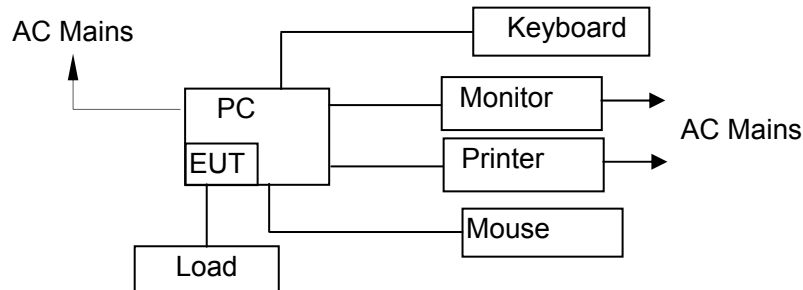 AC Mains
Keyboard
PC
Monitor
AC Mains
EUT
Printer
Mouse
Load